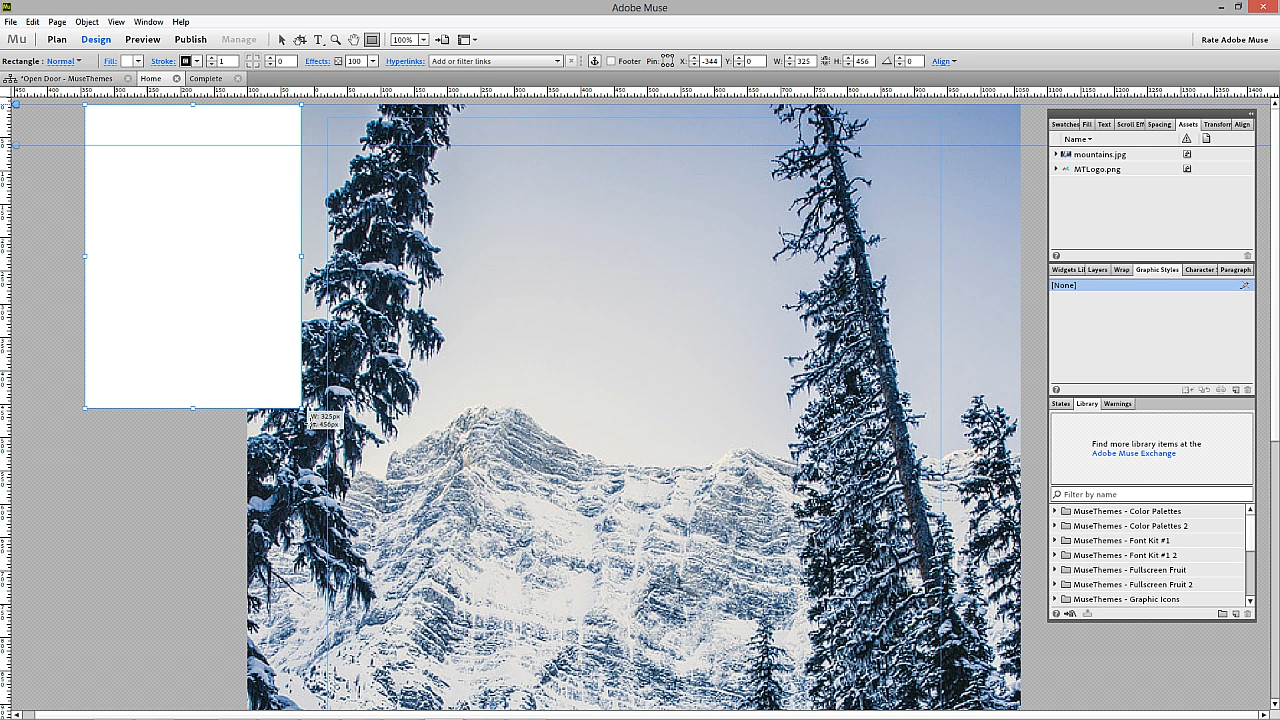 Mu
Adobe Muse
File Edit Page Object View Window Help
Mu Plan Design Preview Publish Manage 100% Rate Adobe Muse
Rectangle : Normal Fill: Stroke: 1 0 Effects: 100 Hyperlinks: Add or filter links Footer Pin: X: -344 Y: 0 W: 325 H: 456 0 Align
*Open Door - MuseThemes Home Complete
Swatches Fill Text Scroll Eff Spacing Assets Transform Align
Name
mountains.jpg
MTLogo.png
Widgets Li Layers Wrap Graphic Styles Character Paragraph
[None]
States Library Warnings
W: 325px
H: 456px
Find more library items at the
Adobe Muse Exchange
Filter by name
MuseThemes - Color Palettes
MuseThemes - Color Palettes 2
MuseThemes - Font Kit #1
MuseThemes - Font Kit #1 2
MuseThemes - Fullscreen Fruit
MuseThemes - Fullscreen Fruit 2
MuseThemes - Graphic Icons